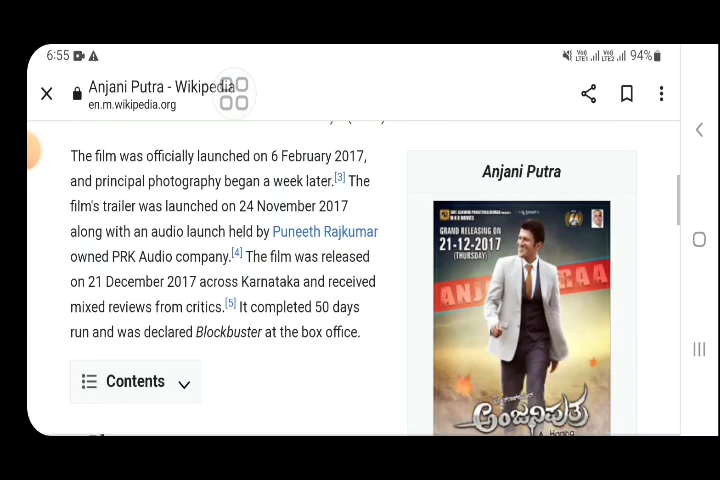 6:55
LTE1 LTE2 94%
Anjani Putra - Wikipedia
en.m.wikipedia.org
The film was officially launched on 6 February 2017,
and principal photography began a week later.[3] The
film's trailer was launched on 24 November 2017
along with an audio launch held by Puneeth Rajkumar
owned PRK Audio company.[4] The film was released
on 21 December 2017 across Karnataka and received
mixed reviews from critics.[5] It completed 50 days
run and was declared Blockbuster at the box office.
Contents
Anjani Putra
GRAND RELEASING ON
21-12-2017
(THURSDAY)
ಅಂಜನಿಪುತ್ರ
A. Harsha